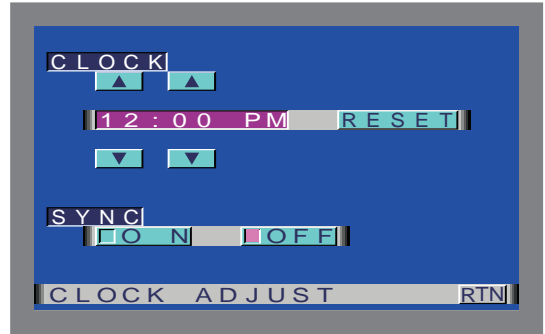 CLOCK
▲ ▲
12:00 PM RESET
▼ ▼
SYNC
ON OFF
CLOCK ADJUST RTN